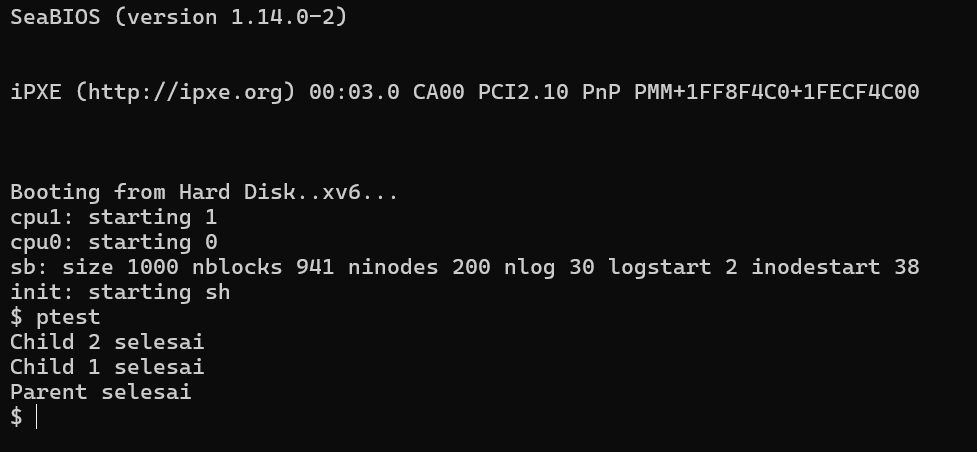 SeaBIOS (version 1.14.0-2)
iPXE (http://ipxe.org) 00:03.0 CA00 PCI2.10 PnP PMM+1FF8F4C0+1FECF4C00
Booting from Hard Disk..xv6...
cpu1: starting 1
cpu0: starting 0
sb: size 1000 nblocks 941 ninodes 200 nlog 30 logstart 2 inodestart 38
init: starting sh
$ ptest
Child 2 selesai
Child 1 selesai
Parent selesai
$